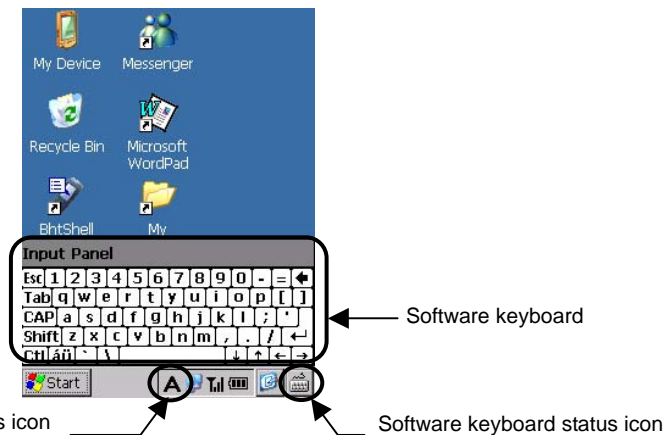 My Device Messenger
Recycle Bin Microsoft
WordPad
BhtShell My
Input Panel
Esc 1 2 3 4 5 6 7 8 9 0 - =
Tab q w e r t y u i o p [ ]
CAP a s d f g h j k l ; '
Software keyboard
Shift z x c v b n m , . / ↵
Ctl áü ` \ ↓ ↑ ← →
Start A
icon
Software keyboard status icon